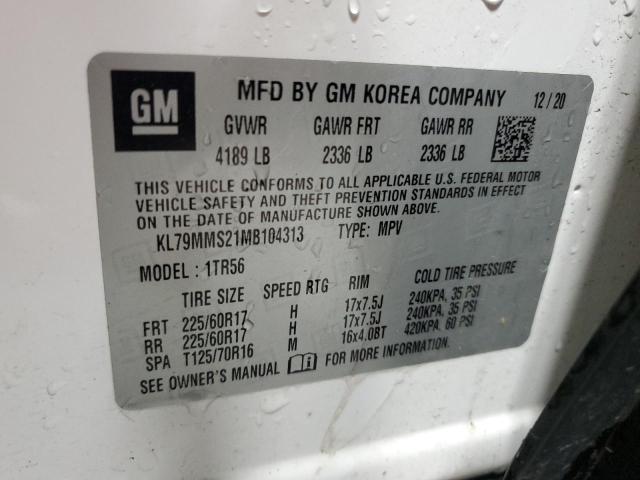 GM
MFD BY GM KOREA COMPANY 12/20
GVWR GAWR FRT GAWR RR
4189 LB 2336 LB 2336 LB
THIS VEHICLE CONFORMS TO ALL APPLICABLE U.S. FEDERAL MOTOR
VEHICLE SAFETY AND THEFT PREVENTION STANDARDS IN EFFECT
ON THE DATE OF MANUFACTURE SHOWN ABOVE.
KL79MMS21MB104313 TYPE: MPV
MODEL: 1TR56
TIRE SIZE SPEED RTG RIM COLD TIRE PRESSURE
FRT 225/60R17 H 17x7.5J 240KPA, 35 PSI
RR 225/60R17 H 17x7.5J 240KPA, 35 PSI
SPA T125/70R16 M 16x4.0BT 420KPA, 60 PSI
SEE OWNER'S MANUAL FOR MORE INFORMATION.